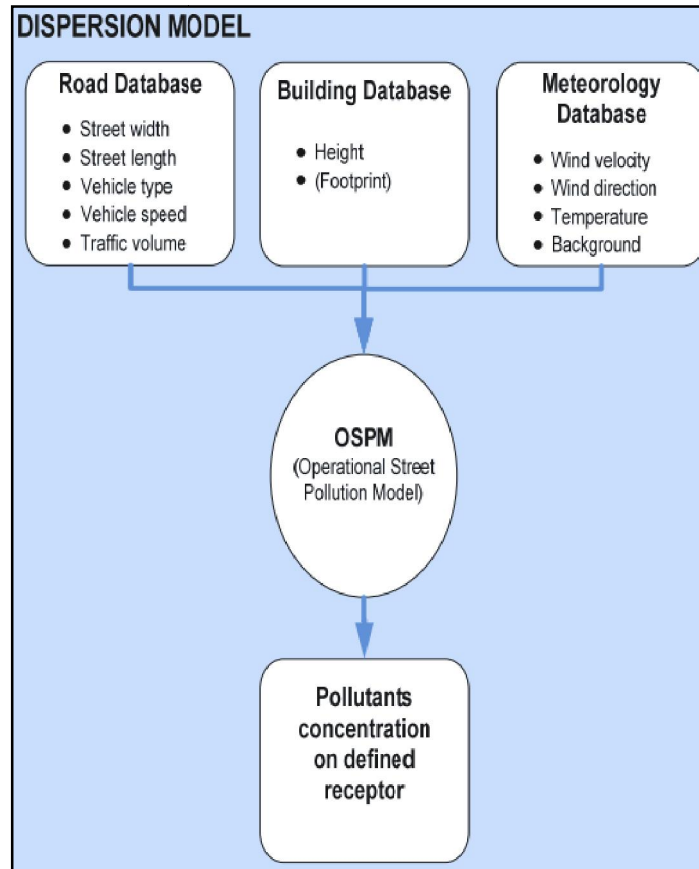 DISPERSION MODEL
Road Database
• Street width
• Street length
• Vehicle type
• Vehicle speed
• Traffic volume
Building Database
• Height
• (Footprint)
Meteorology
Database
• Wind velocity
• Wind direction
• Temperature
• Background
OSPM
(Operational Street
Pollution Model)
Pollutants
concentration
on defined
receptor